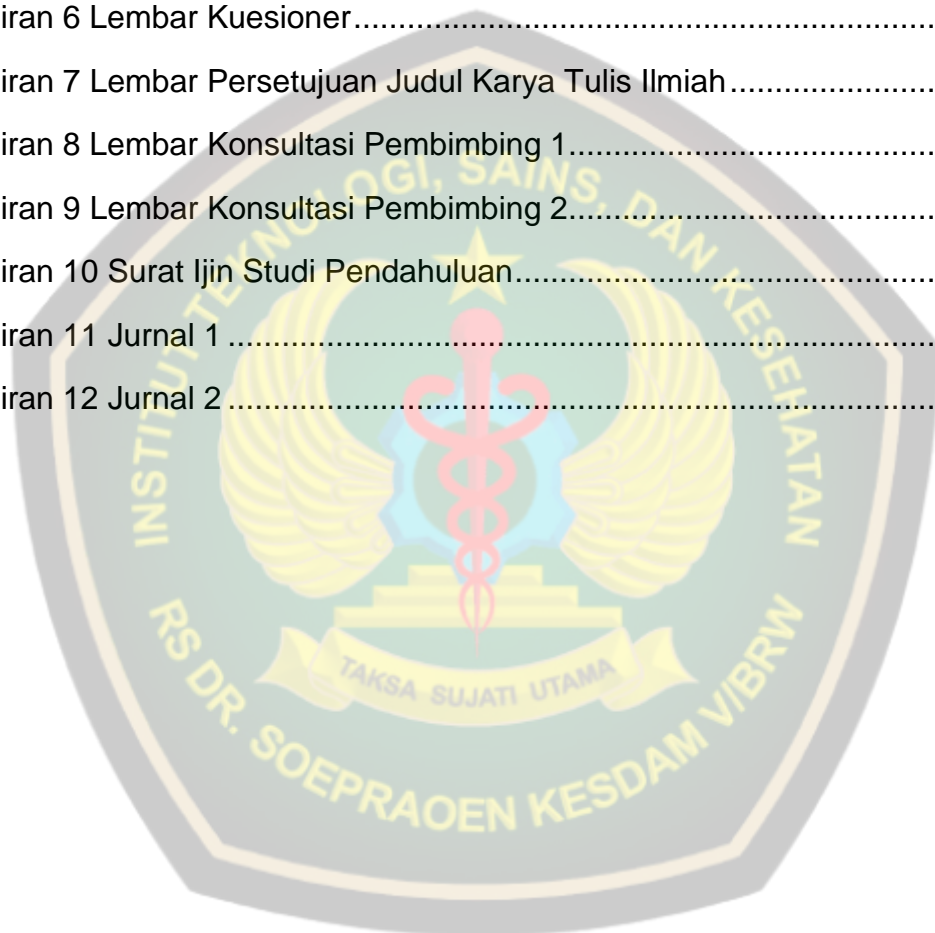 iran 6 Lembar Kuesioner..........................................................................
iran 7 Lembar Persetujuan Judul Karya Tulis Ilmiah.........................
iran 8 Lembar Konsultasi Pembimbing 1............................................
iran 9 Lembar Konsultasi Pembimbing 2............................................
iran 10 Surat Ijin Studi Pendahuluan...................................................
iran 11 Jurnal 1 ......................................................................................
iran 12 Jurnal 2 ......................................................................................
INSTITUT TEKNOLOGI, SAINS, DAN KESEHATAN
TAKSA SUJATI UTAMA
RS DR. SOEPRAOEN KESDAM V/BRW